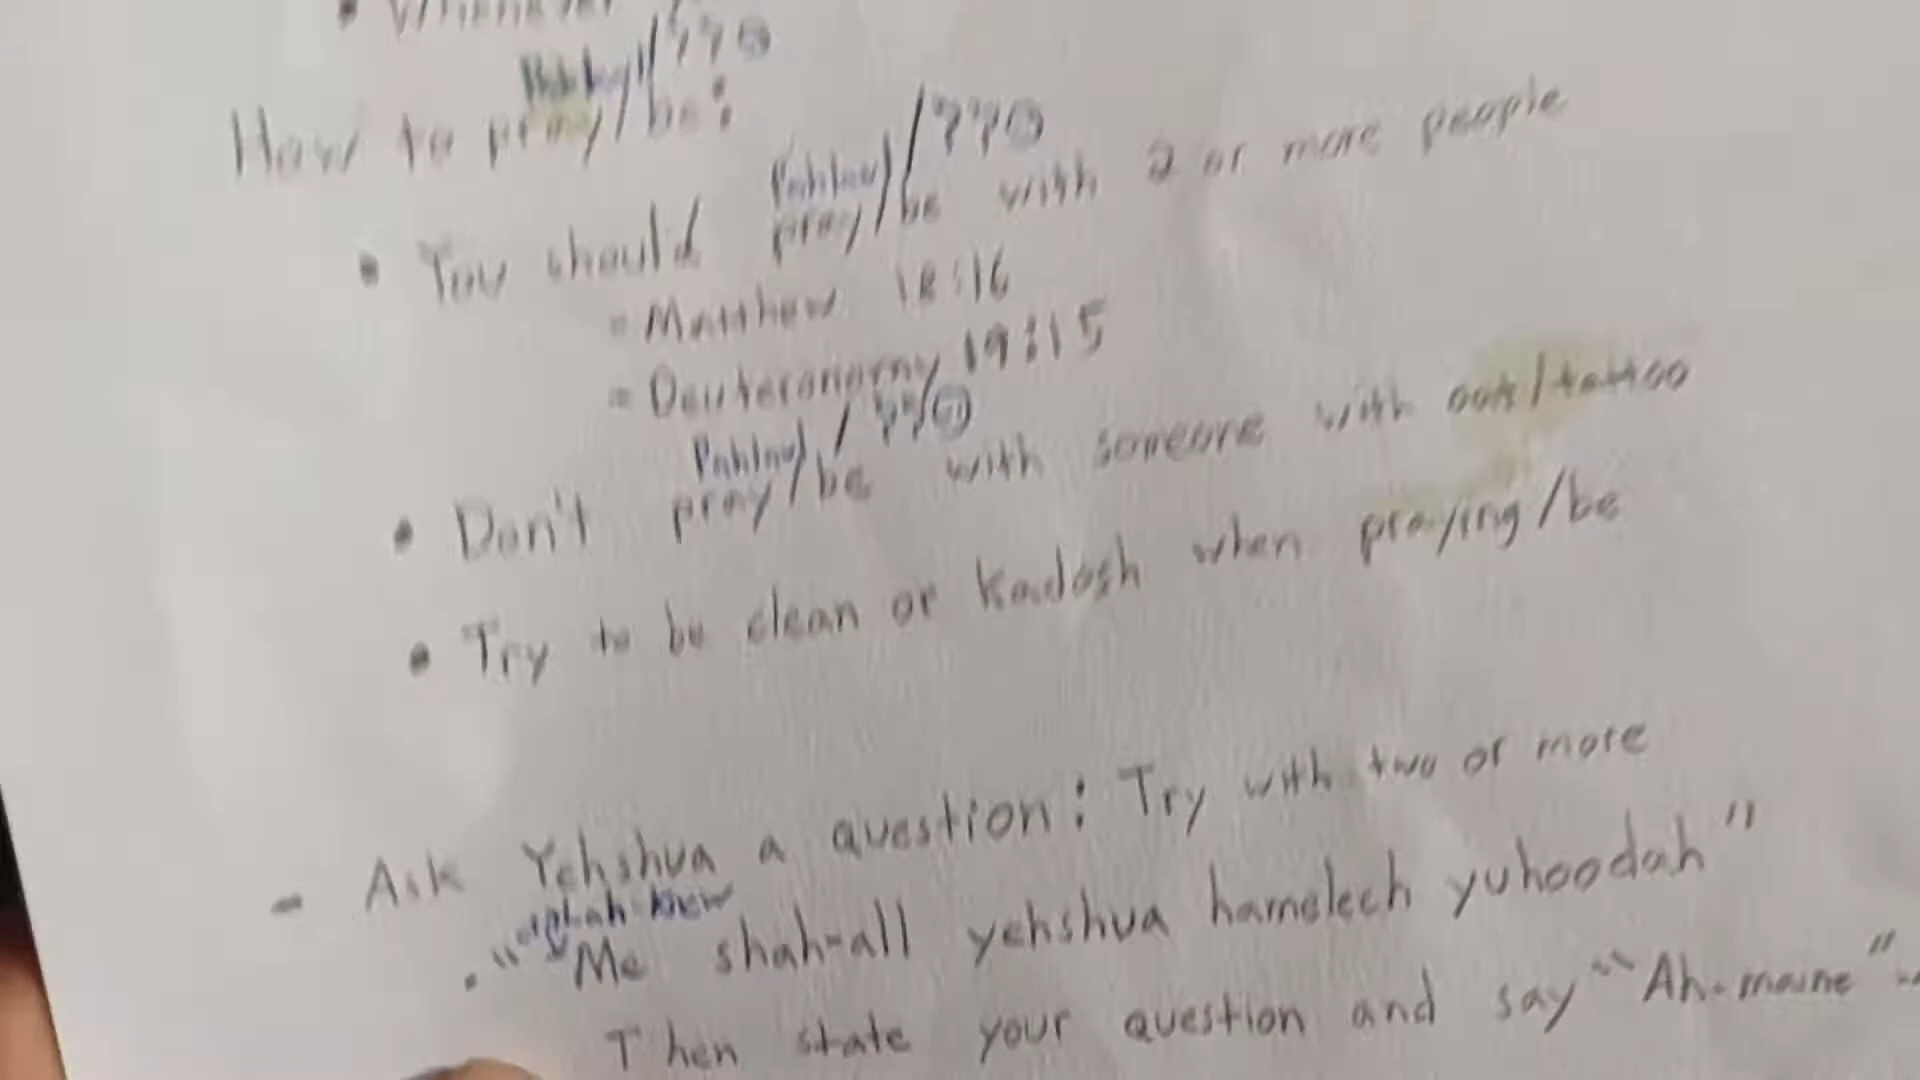 How to pray/be:
• You should pray/be with 2 or more people
= Matthew 18:16
= Deuteronomy 19:15
• Don't pray/be with someone with /tattoo
• Try to be clean or Kadosh when praying/be
- Ask Yehshua a question: Try with two or more
• "Me shah-all yehshua hamelech yuhoodah"
Then state your question and say "Ah-maine"